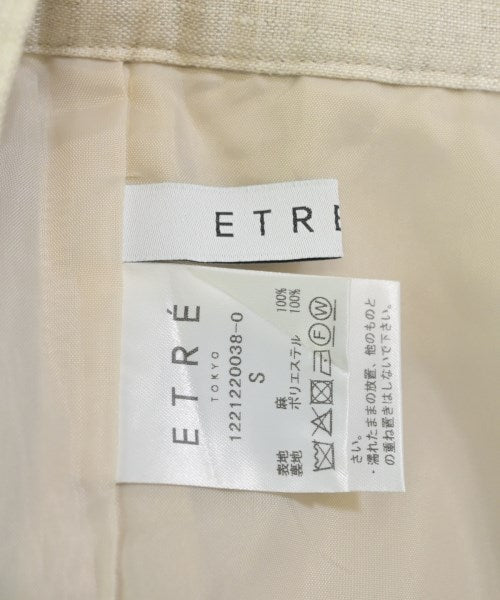 ETRÉ
ETRÉ
TOKYO
1221220038-0
S
表地 麻 100%
裏地 ポリエステル 100%
W
F
さい。
・濡れたままの放置、他のものと
の重ね置きはしないで下さい。